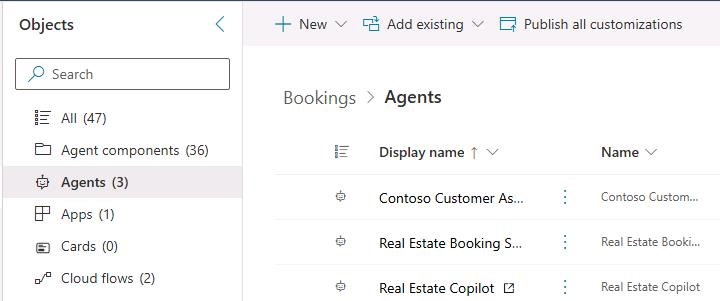 Objects
New
Add existing
Publish all customizations
Search
Bookings > Agents
All (47)
Agent components (36)
Agents (3)
Apps (1)
Cards (0)
Cloud flows (2)
Display name ↑
Name
Contoso Customer As...
Contoso Custom...
Real Estate Booking S...
Real Estate Booki...
Real Estate Copilot
Real Estate Copilot